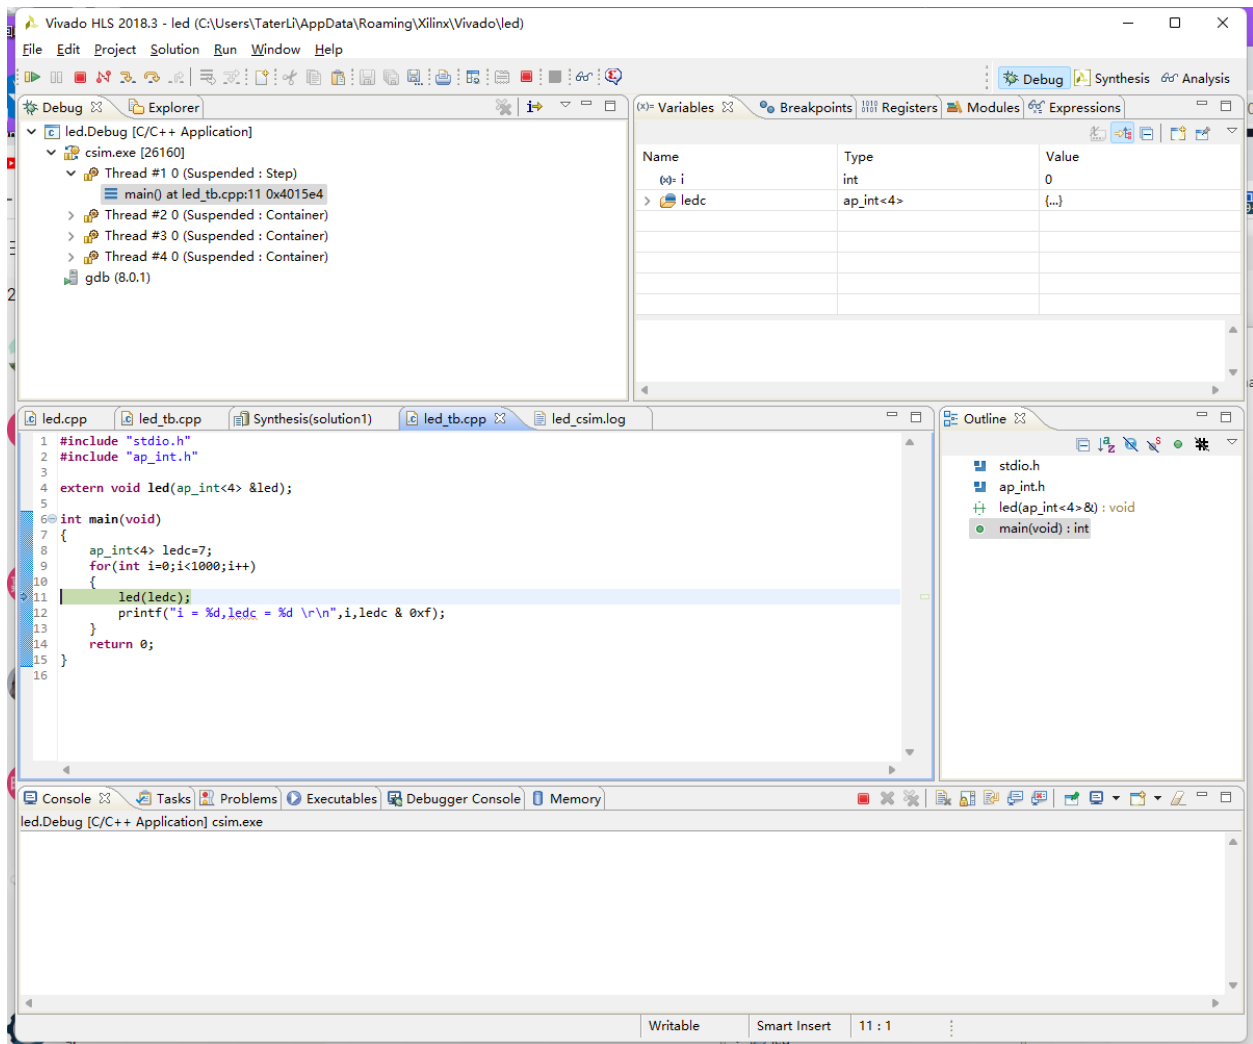 Vivado HLS 2018.3 - led (C:\Users\TaterLi\AppData\Roaming\Xilinx\Vivado\led)
File Edit Project Solution Run Window Help
Debug Synthesis Analysis
Debug Explorer
led.Debug [C/C++ Application]
csim.exe [26160]
Thread #1 0 (Suspended : Step)
main() at led_tb.cpp:11 0x4015e4
Thread #2 0 (Suspended : Container)
Thread #3 0 (Suspended : Container)
Thread #4 0 (Suspended : Container)
gdb (8.0.1)
(x)= Variables Breakpoints 1010 0101 Registers Modules Expressions
Name Type Value
(x)= i int 0
ledc ap_int<4> {...}
led.cpp led_tb.cpp Synthesis(solution1) led_tb.cpp led_csim.log
1 #include "stdio.h"
2 #include "ap_int.h"
3
4 extern void led(ap_int<4> &led);
5
6 int main(void)
7 {
8 ap_int<4> ledc=7;
9 for(int i=0;i<1000;i++)
10 {
11 led(ledc);
12 printf("i = %d,ledc = %d \r\n",i,ledc & 0xf);
13 }
14 return 0;
15 }
16
Outline
stdio.h
ap_int.h
led(ap_int<4>&) : void
main(void) : int
Console Tasks Problems Executables Debugger Console Memory
led.Debug [C/C++ Application] csim.exe
Writable Smart Insert 11 : 1